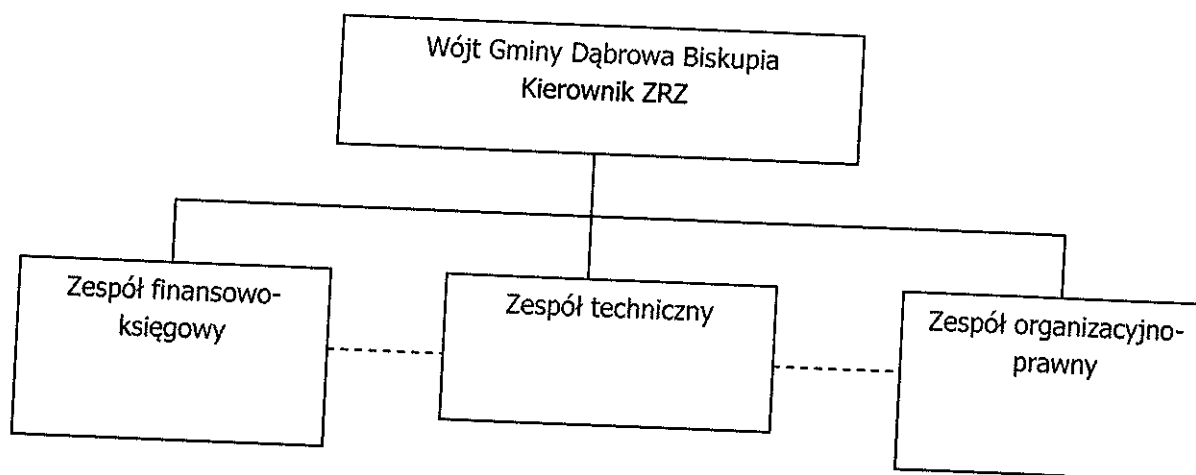 Wójt Gminy Dąbrowa Biskupia
Kierownik ZRZ
Zespół finansowo-
księgowy
Zespół techniczny
Zespół organizacyjno-
prawny